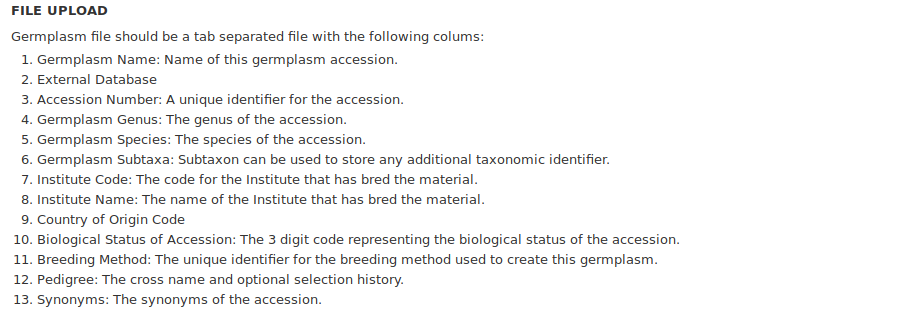 FILE UPLOAD
Germplasm file should be a tab separated file with the following colums:
1. Germplasm Name: Name of this germplasm accession.
2. External Database
3. Accession Number: A unique identifier for the accession.
4. Germplasm Genus: The genus of the accession.
5. Germplasm Species: The species of the accession.
6. Germplasm Subtaxa: Subtaxon can be used to store any additional taxonomic identifier.
7. Institute Code: The code for the Institute that has bred the material.
8. Institute Name: The name of the Institute that has bred the material.
9. Country of Origin Code
10. Biological Status of Accession: The 3 digit code representing the biological status of the accession.
11. Breeding Method: The unique identifier for the breeding method used to create this germplasm.
12. Pedigree: The cross name and optional selection history.
13. Synonyms: The synonyms of the accession.